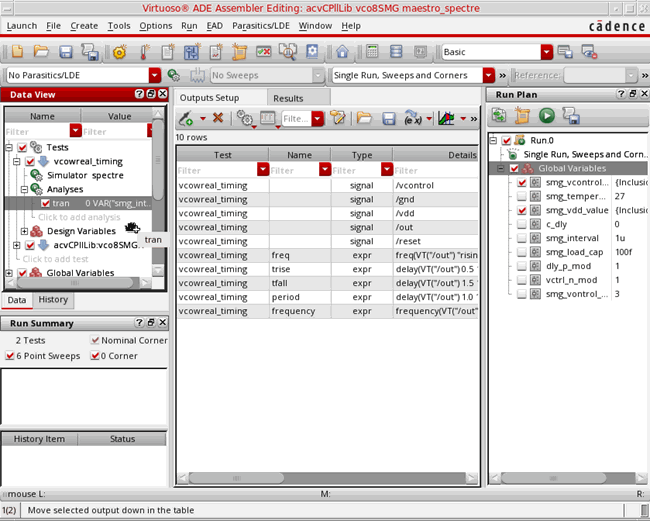 Virtuoso® ADE Assembler Editing: acvCPllLib vco8SMG maestro_spectre
Launch File Create Tools Options Run EAD Parasitics/LDE Window Help
cādence
Basic
No Parasitics/LDE
No Sweeps
Single Run, Sweeps and Corners
Reference:
Data View
Name Value
Filter Filter
Tests
vcowreal_timing
Simulator spectre
Analyses
tran 0 VAR("smg_int...
Click to add analysis
Design Variables
tran
acvCPllLib:vco8SMG
Click to add test
Global Variables
Data History
Run Summary
2 Tests
Nominal Corner
6 Point Sweeps
0 Corner
History Item Status
Outputs Setup Results
Filte...
10 rows
Test Name Type Details
Filter Filter Filter Filter
vcowreal_timing signal /vcontrol
vcowreal_timing signal /gnd
vcowreal_timing signal /vdd
vcowreal_timing signal /out
vcowreal_timing signal /reset
vcowreal_timing freq expr freq(VT("/out") "risin
vcowreal_timing trise expr delay(VT("/out") 0.5
vcowreal_timing tfall expr delay(VT("/out") 1.5
vcowreal_timing period expr delay(VT("/out") 1.0
vcowreal_timing frequency expr frequency(VT("/out"
Run Plan
Run.0
Single Run, Sweeps and Corn..
Global Variables
smg_vcontrol... {Inclusio
smg_temper... 27
smg_vdd_value {Inclusio
c_dly 0
smg_interval 1u
smg_load_cap 100f
dly_p_mod 1
vctrl_n_mod 1
smg_vontrol_... 3
mouse L: M: R:
1(2) Move selected output down in the table